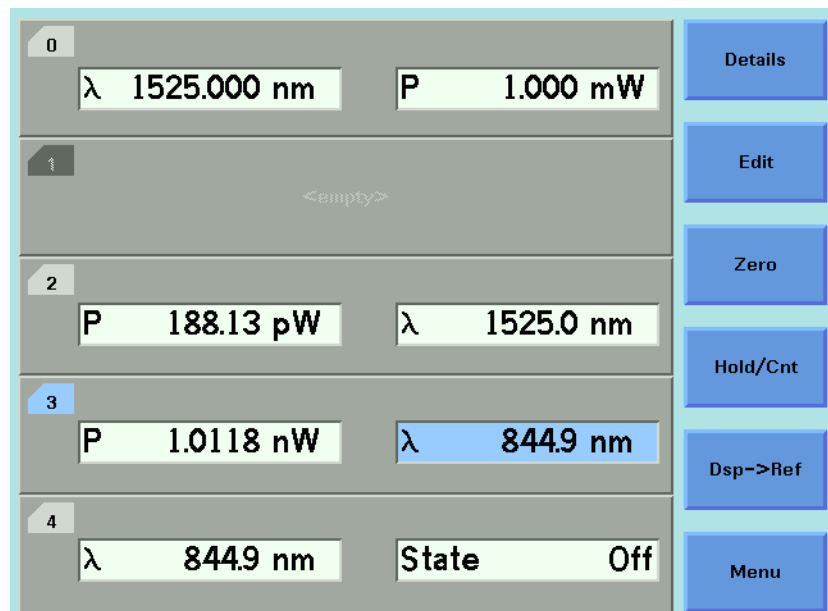 0
λ 1525.000 nm P 1.000 mW
1
<empty>
2
P 188.13 pW λ 1525.0 nm
3
P 1.0118 nW λ 844.9 nm
4
λ 844.9 nm State Off
Details
Edit
Zero
Hold/Cnt
Dsp->Ref
Menu